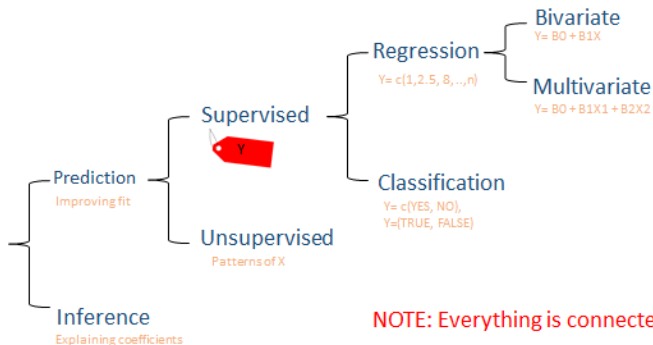 Bivariate
Y= B0 + B1X
Regression
Y= c(1,2.5, 8, ..,n)
Multivariate
Y= B0 + B1X1 + B2X2
Supervised
Y
Prediction
Improving fit
Classification
Y= c(YES, NO),
Y=(TRUE, FALSE)
Unsupervised
Patterns of X
Inference
Explaining coefficients
NOTE: Everything is connecte